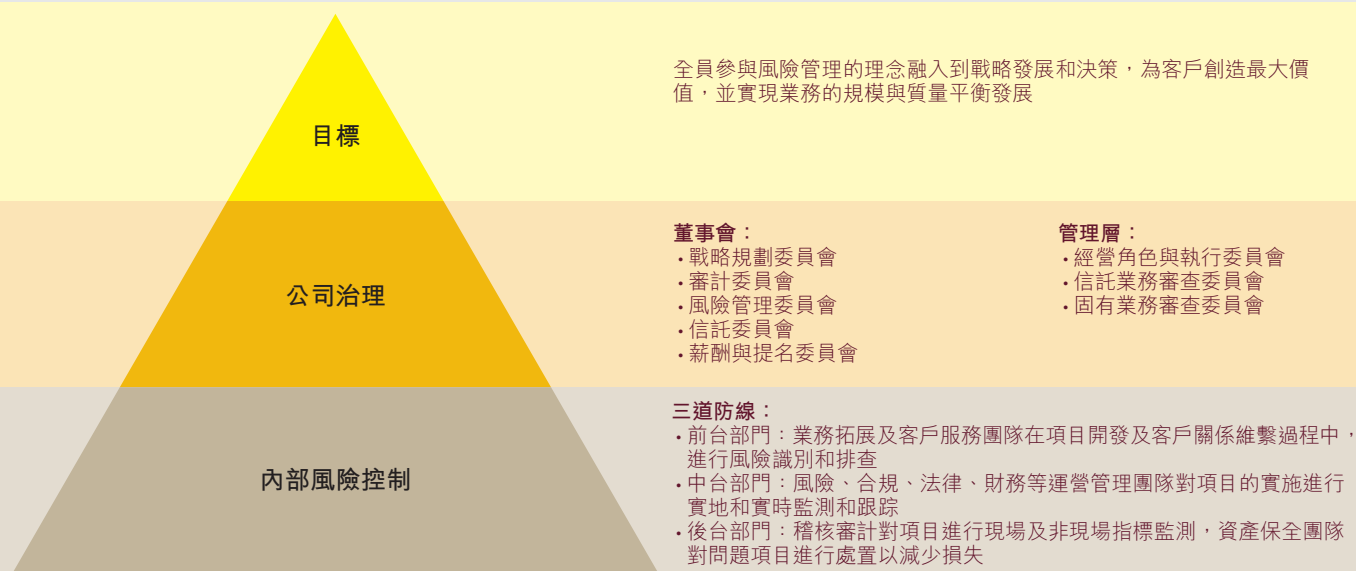 目標
全員參與風險管理的理念融入到戰略發展和決策,為客戶創造最大價
值,並實現業務的規模與質量平衡發展
公司治理
董事會:
•戰略規劃委員會
•審計委員會
•風險管理委員會
•信託委員會
•薪酬與提名委員會
管理層:
•經營角色與執行委員會
•信託業務審查委員會
•固有業務審查委員會
內部風險控制
三道防線:
•前台部門:業務拓展及客戶服務團隊在項目開發及客戶關係維繫過程中,
進行風險識別和排查
•中台部門:風險、合規、法律、財務等運營管理團隊對項目的實施進行
實地和實時監測和跟踪
•後台部門:稽核審計對項目進行現場及非現場指標監測,資產保全團隊
對問題項目進行處置以減少損失